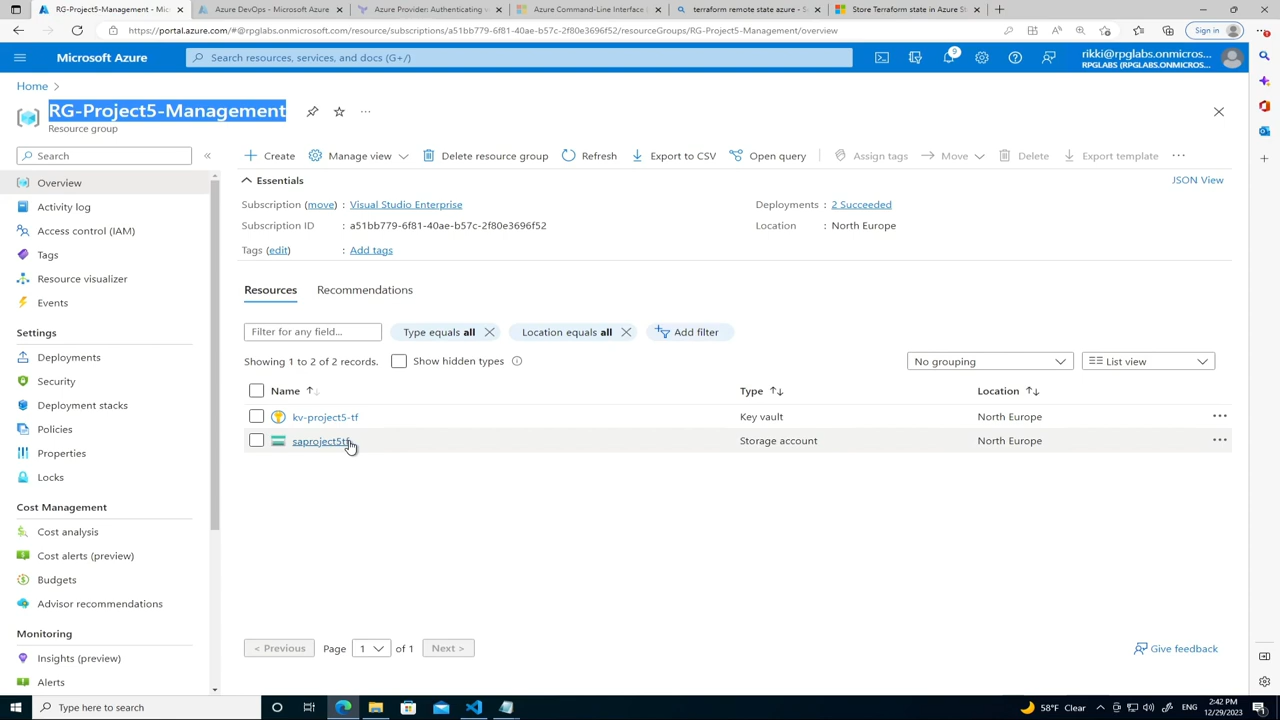 RG-Project5-Management - Mic
Azure DevOps - Microsoft Azure
Azure Provider: Authenticating v
Azure Command-Line Interface
terraform remote state azure - Se
Store Terraform state in Azure St
https://portal.azure.com/#@rpglabs.onmicrosoft.com/resource/subscriptions/a51bb779-6f81-40ae-b57c-2f80e3696f52/resourceGroups/RG-Project5-Management/overview
Sign in
Microsoft Azure
Search resources, services, and docs (G+/)
9
rikki@rpglabs.onmicros...
RPGLABS (RPGLABS.ONMICROS...
Home
RG-Project5-Management
Resource group
Search
Create
Manage view
Delete resource group
Refresh
Export to CSV
Open query
Assign tags
Move
Delete
Export template
Overview
Activity log
Access control (IAM)
Tags
Resource visualizer
Events
Settings
Deployments
Security
Deployment stacks
Policies
Properties
Locks
Cost Management
Cost analysis
Cost alerts (preview)
Budgets
Advisor recommendations
Monitoring
Insights (preview)
Alerts
Essentials
JSON View
Subscription (move) : Visual Studio Enterprise
Deployments : 2 Succeeded
Subscription ID : a51bb779-6f81-40ae-b57c-2f80e3696f52
Location : North Europe
Tags (edit) : Add tags
Resources
Recommendations
Filter for any field...
Type equals all
Location equals all
Add filter
Showing 1 to 2 of 2 records.
Show hidden types
No grouping
List view
Name
Type
Location
kv-project5-tf
Key vault
North Europe
saproject5tf
Storage account
North Europe
< Previous
Page
1
of 1
Next >
Give feedback
Type here to search
58°F Clear
ENG
2:42 PM
12/29/2023
1